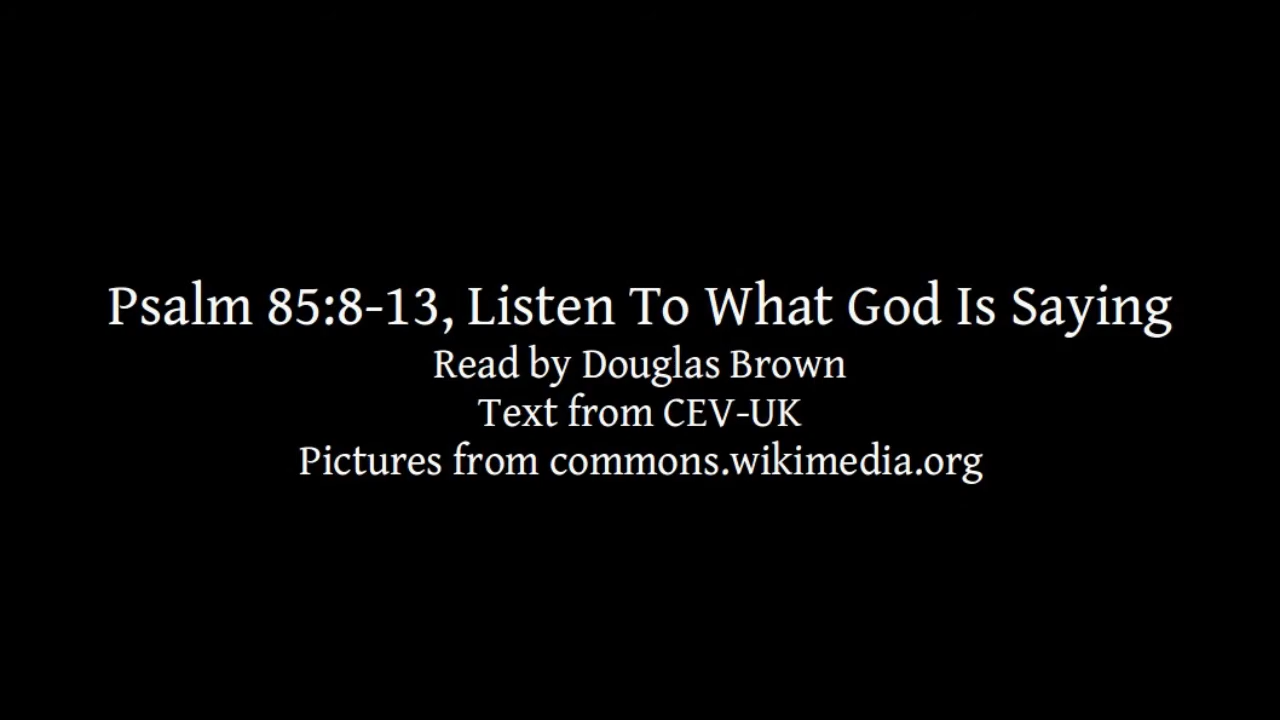 Psalm 85:8-13, Listen To What God Is Saying
Read by Douglas Brown
Text from CEV-UK
Pictures from commons.wikimedia.org